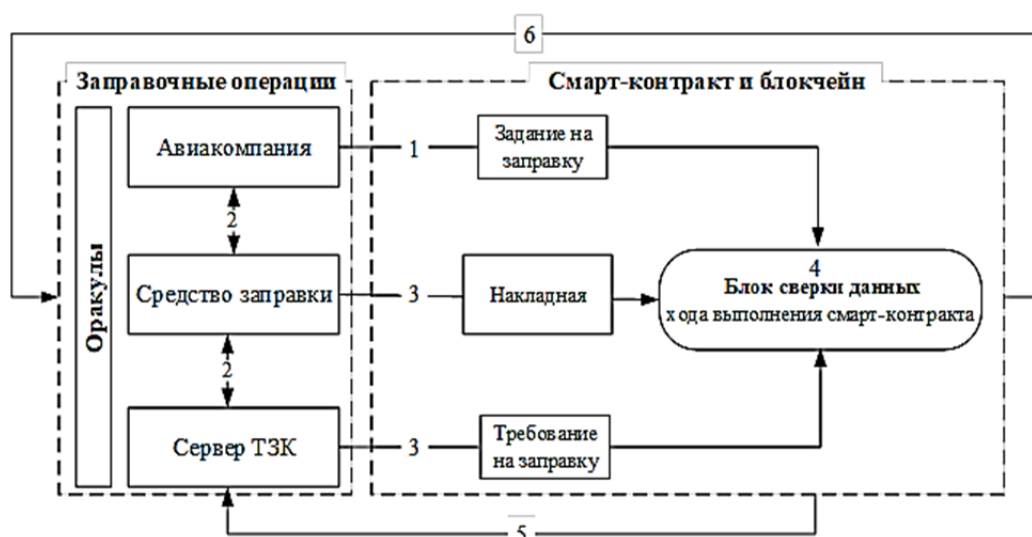 6
Заправочные операции
Смарт-контракт и блокчейн
Оракулы
Авиакомпания
1
Задание на
заправку
2
Средство заправки
3
Накладная
4
Блок сверки данных
хода выполнения смарт-контракта
2
Сервер ТЗК
3
Требование
на заправку
5